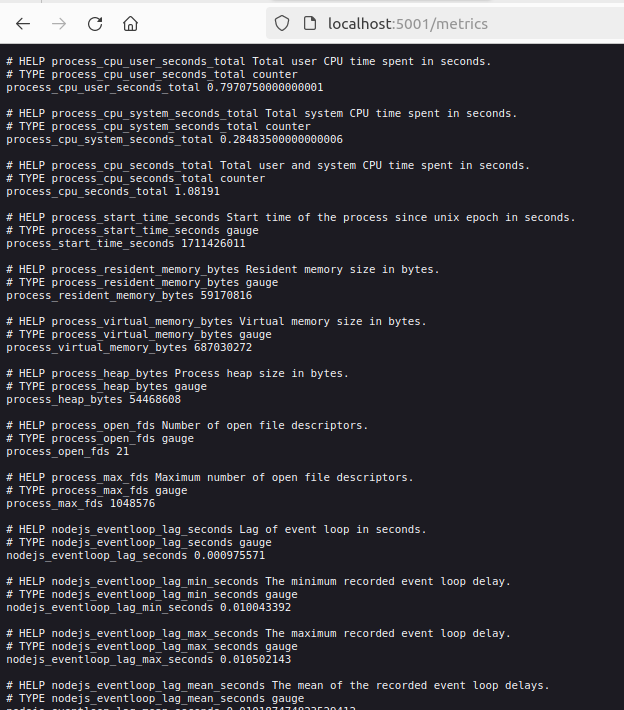 localhost:5001/metrics
# HELP process_cpu_user_seconds_total Total user CPU time spent in seconds.
# TYPE process_cpu_user_seconds_total counter
process_cpu_user_seconds_total 0.7970750000000001
# HELP process_cpu_system_seconds_total Total system CPU time spent in seconds.
# TYPE process_cpu_system_seconds_total counter
process_cpu_system_seconds_total 0.28483500000000006
# HELP process_cpu_seconds_total Total user and system CPU time spent in seconds.
# TYPE process_cpu_seconds_total counter
process_cpu_seconds_total 1.08191
# HELP process_start_time_seconds Start time of the process since unix epoch in seconds.
# TYPE process_start_time_seconds gauge
process_start_time_seconds 1711426011
# HELP process_resident_memory_bytes Resident memory size in bytes.
# TYPE process_resident_memory_bytes gauge
process_resident_memory_bytes 59170816
# HELP process_virtual_memory_bytes Virtual memory size in bytes.
# TYPE process_virtual_memory_bytes gauge
process_virtual_memory_bytes 687030272
# HELP process_heap_bytes Process heap size in bytes.
# TYPE process_heap_bytes gauge
process_heap_bytes 54468608
# HELP process_open_fds Number of open file descriptors.
# TYPE process_open_fds gauge
process_open_fds 21
# HELP process_max_fds Maximum number of open file descriptors.
# TYPE process_max_fds gauge
process_max_fds 1048576
# HELP nodejs_eventloop_lag_seconds Lag of event loop in seconds.
# TYPE nodejs_eventloop_lag_seconds gauge
nodejs_eventloop_lag_seconds 0.000975571
# HELP nodejs_eventloop_lag_min_seconds The minimum recorded event loop delay.
# TYPE nodejs_eventloop_lag_min_seconds gauge
nodejs_eventloop_lag_min_seconds 0.010043392
# HELP nodejs_eventloop_lag_max_seconds The maximum recorded event loop delay.
# TYPE nodejs_eventloop_lag_max_seconds gauge
nodejs_eventloop_lag_max_seconds 0.010502143
# HELP nodejs_eventloop_lag_mean_seconds The mean of the recorded event loop delays.
# TYPE nodejs_eventloop_lag_mean_seconds gauge